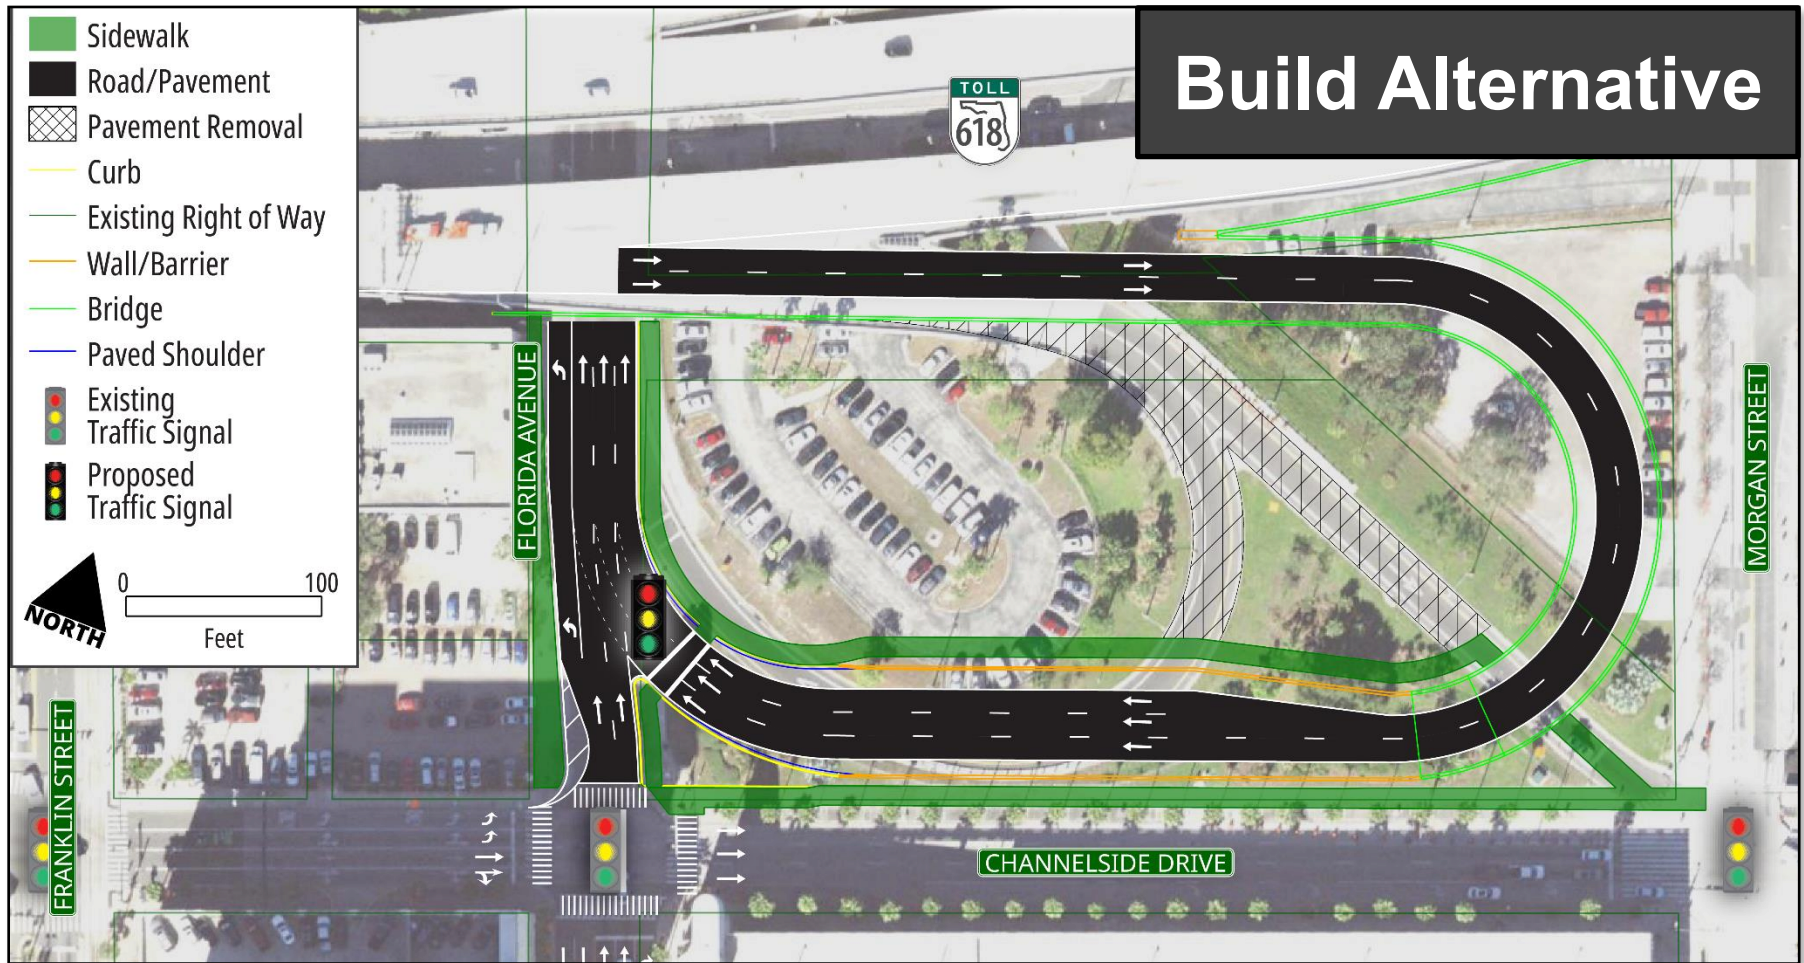 Build Alternative
Sidewalk
Road/Pavement
Pavement Removal
Curb
Existing Right of Way
Wall/Barrier
Bridge
Paved Shoulder
Existing
Traffic Signal
Proposed
Traffic Signal
NORTH
0 100
Feet
TOLL
618
FLORIDA AVENUE
MORGAN STREET
FRANKLIN STREET
CHANNELSIDE DRIVE